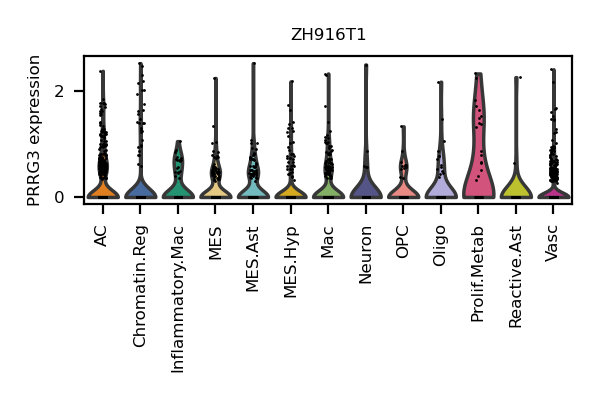 ZH916T1
PRRG3 expression
2
0
AC
Chromatin.Reg
Inflammatory.Mac
MES
MES.Ast
MES.Hyp
Mac
Neuron
OPC
Oligo
Prolif.Metab
Reactive.Ast
Vasc